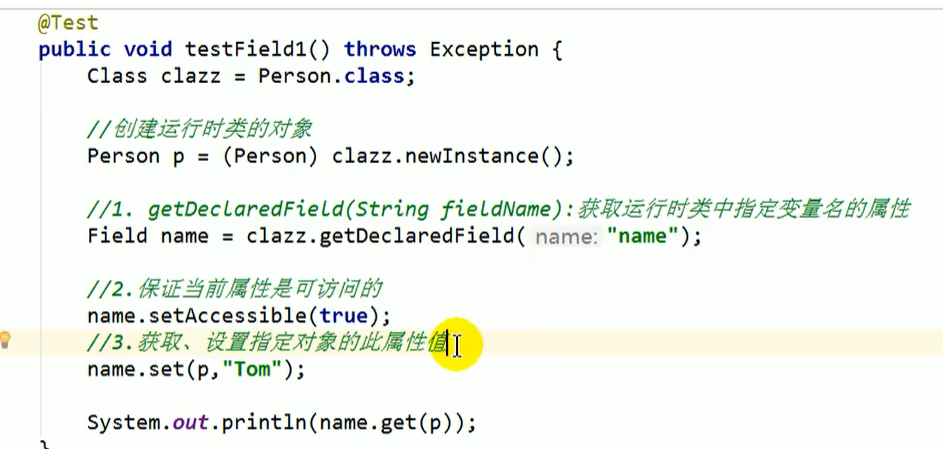 @Test
public void testField1() throws Exception {
Class clazz = Person.class;
//创建运行时类的对象
Person p = (Person) clazz.newInstance();
//1. getDeclaredField(String fieldName):获取运行时类中指定变量名的属性
Field name = clazz.getDeclaredField( name: "name");
//2.保证当前属性是可访问的
name.setAccessible(true);
//3.获取、设置指定对象的此属性值
name.set(p,"Tom");
System.out.println(name.get(p));
}